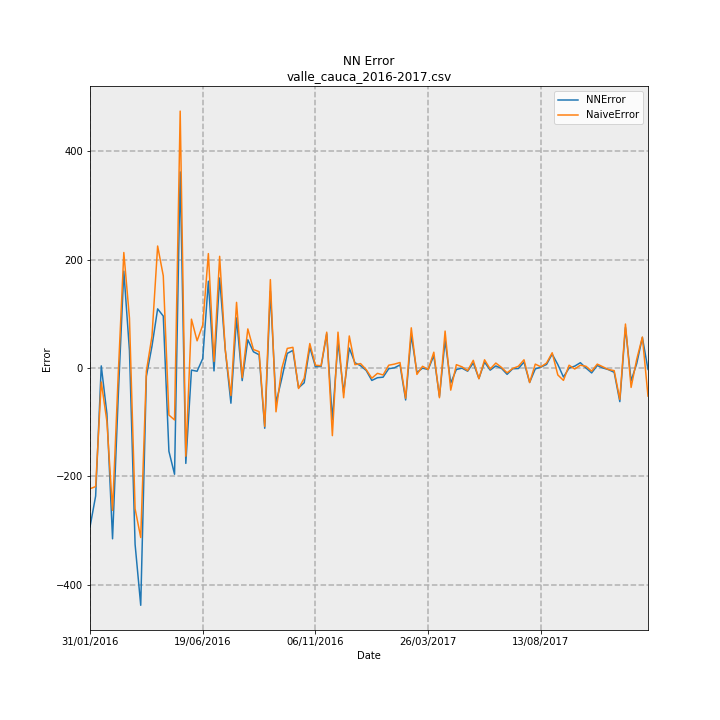 NN Error
valle_cauca_2016-2017.csv
NNError
NaiveError
400
200
0
−200
−400
Error
31/01/2016
19/06/2016
06/11/2016
26/03/2017
13/08/2017
Date